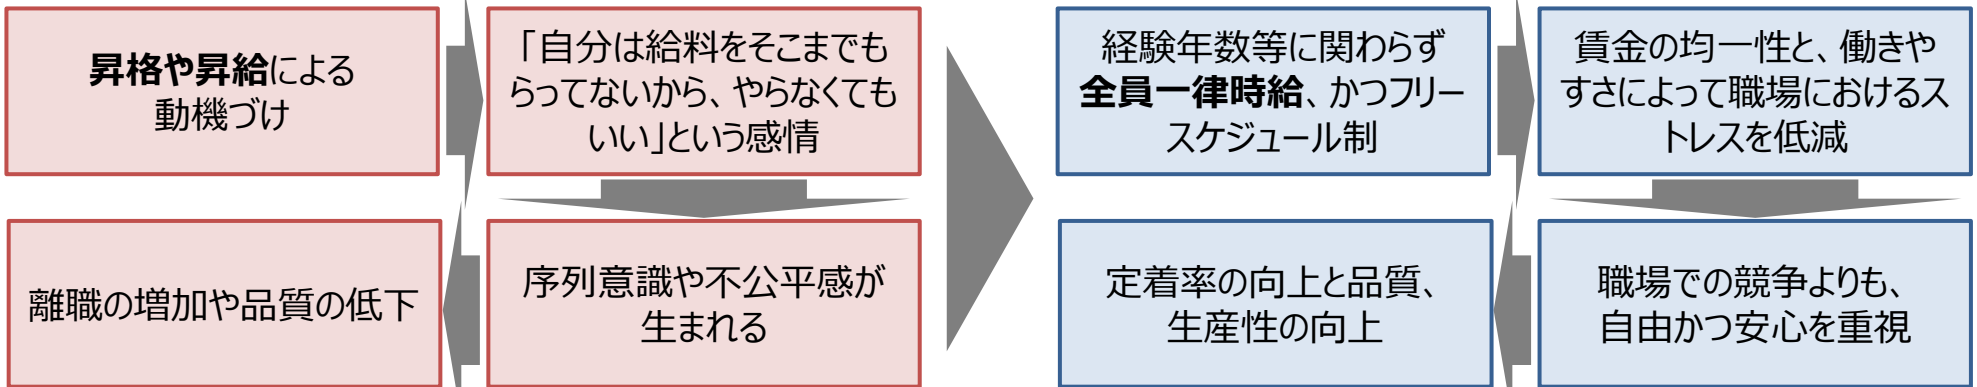 昇格や昇給による
動機づけ
「自分は給料をそこまでも
らってないから、やらなくても
いい」という感情
序列意識や不公平感が
生まれる
離職の増加や品質の低下
経験年数等に関わらず
全員一律時給、かつフリー
スケジュール制
賃金の均一性と、働きや
すさによって職場におけるス
トレスを低減
職場での競争よりも、
自由かつ安心を重視
定着率の向上と品質、
生産性の向上